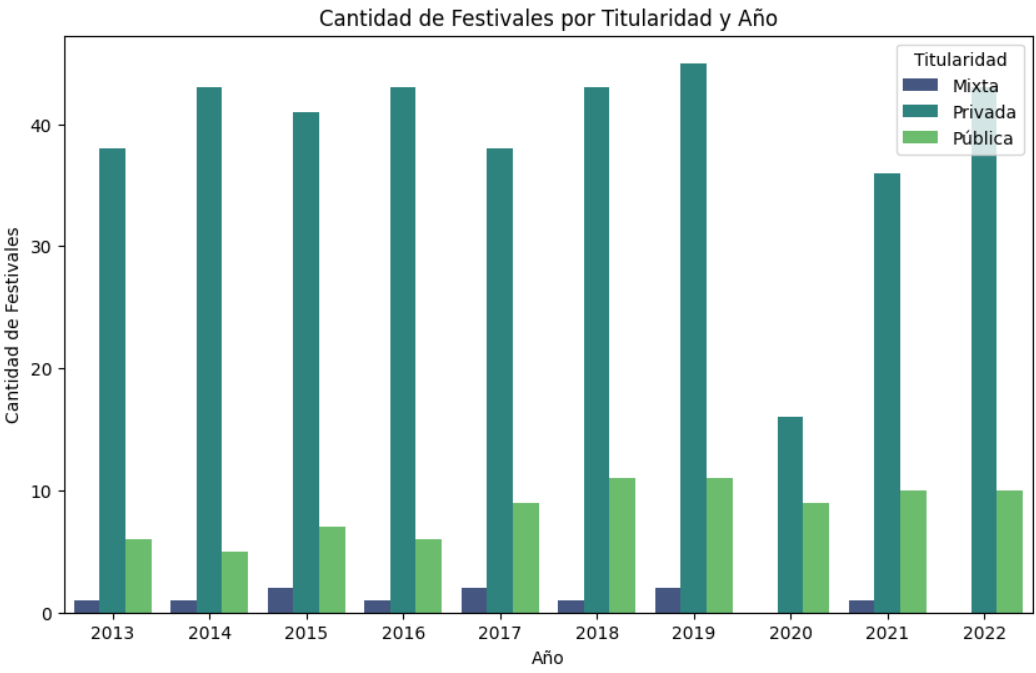 Cantidad de Festivales por Titularidad y Año
Titularidad
Mixta
Privada
Pública
Cantidad de Festivales
40
30
20
10
0
2013 2014 2015 2016 2017 2018 2019 2020 2021 2022
Año